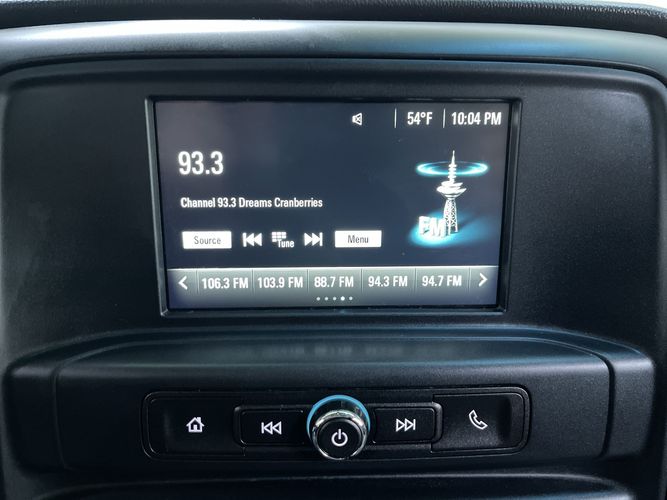 54°F 10:04 PM
93.3
Channel 93.3 Dreams Cranberries
Source Tune Menu
FM
106.3 FM 103.9 FM 88.7 FM 94.3 FM 94.7 FM